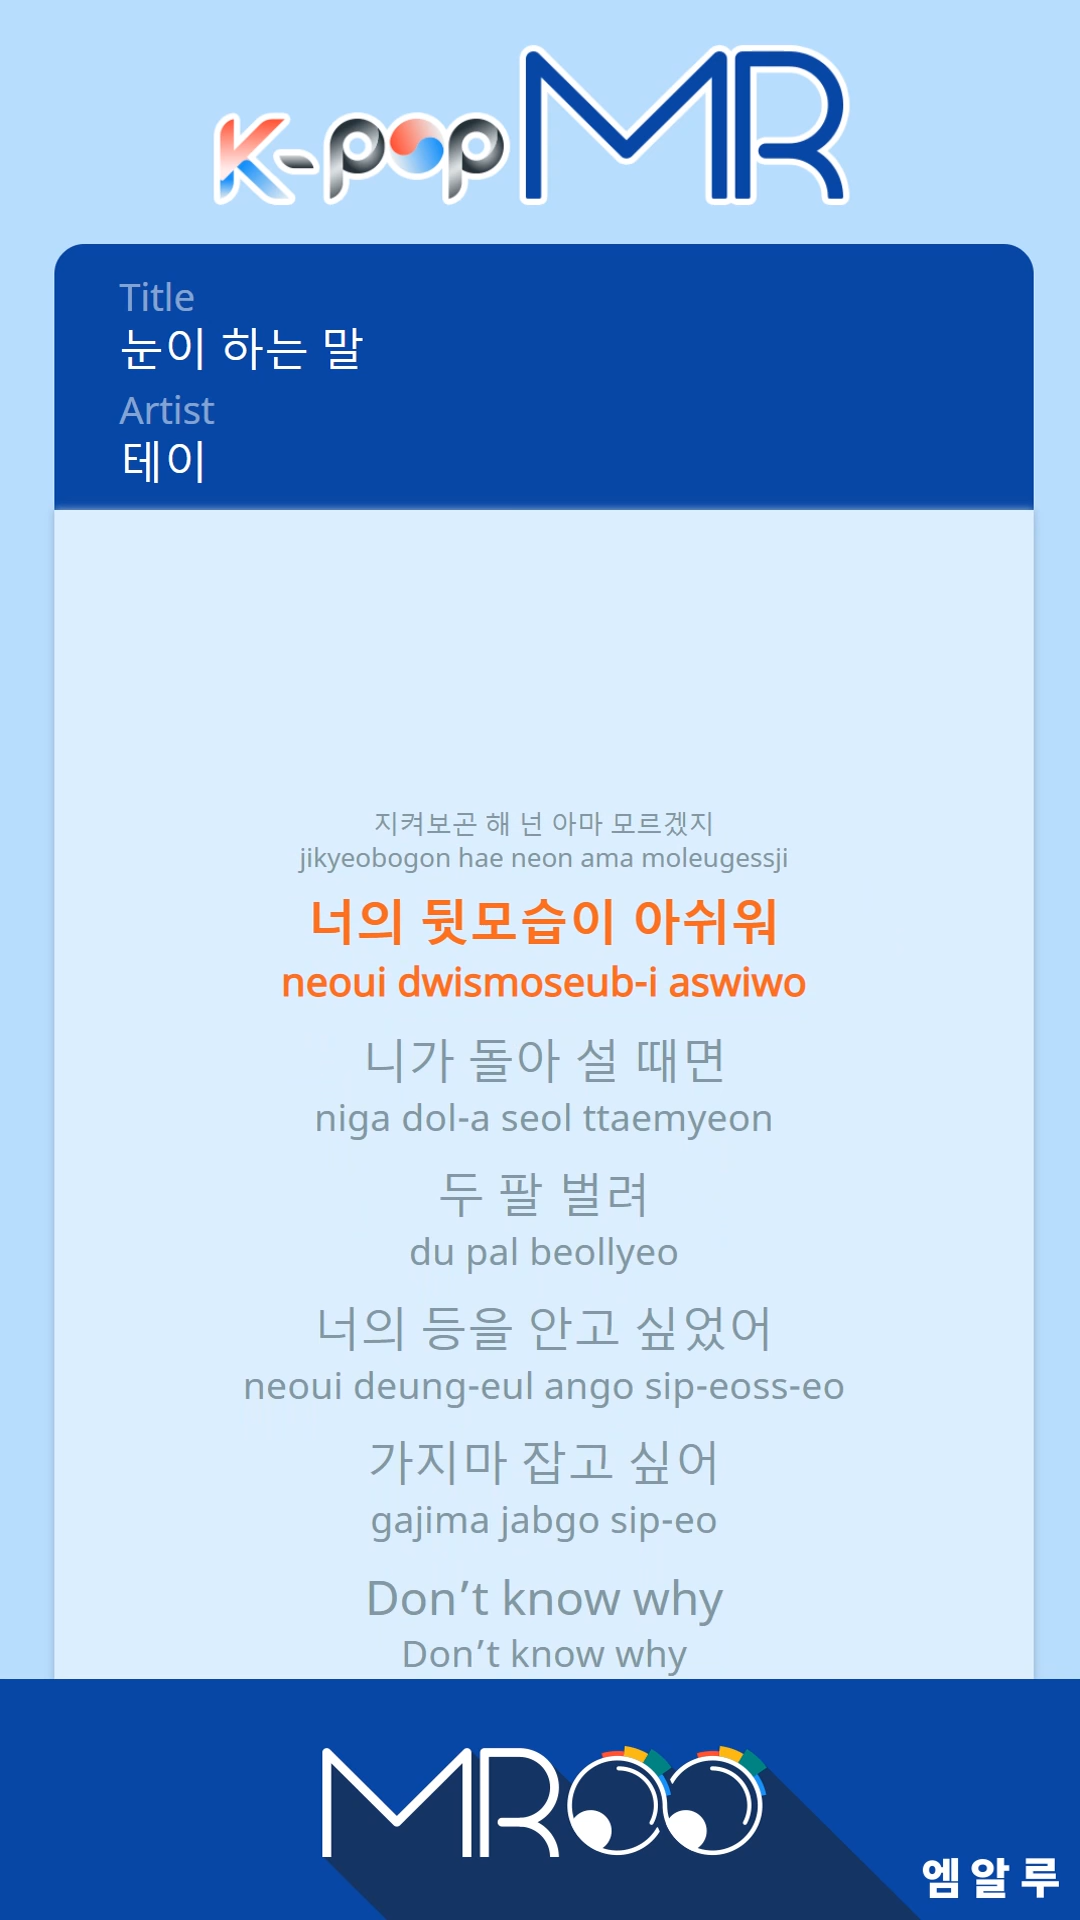 K-pop MR
Title
눈이 하는 말
Artist
테이
지켜보곤 해 넌 아마 모르겠지
jikyeobogon hae neon ama moleugessji
너의 뒷모습이 아쉬워
neoui dwismoseub-i aswiwo
니가 돌아 설 때면
niga dol-a seol ttaemyeon
두 팔 벌려
du pal beollyeo
너의 등을 안고 싶었어
neoui deung-eul ango sip-eoss-eo
가지마 잡고 싶어
gajima jabgo sip-eo
Don’t know why
Don’t know why
MROO
엠알루